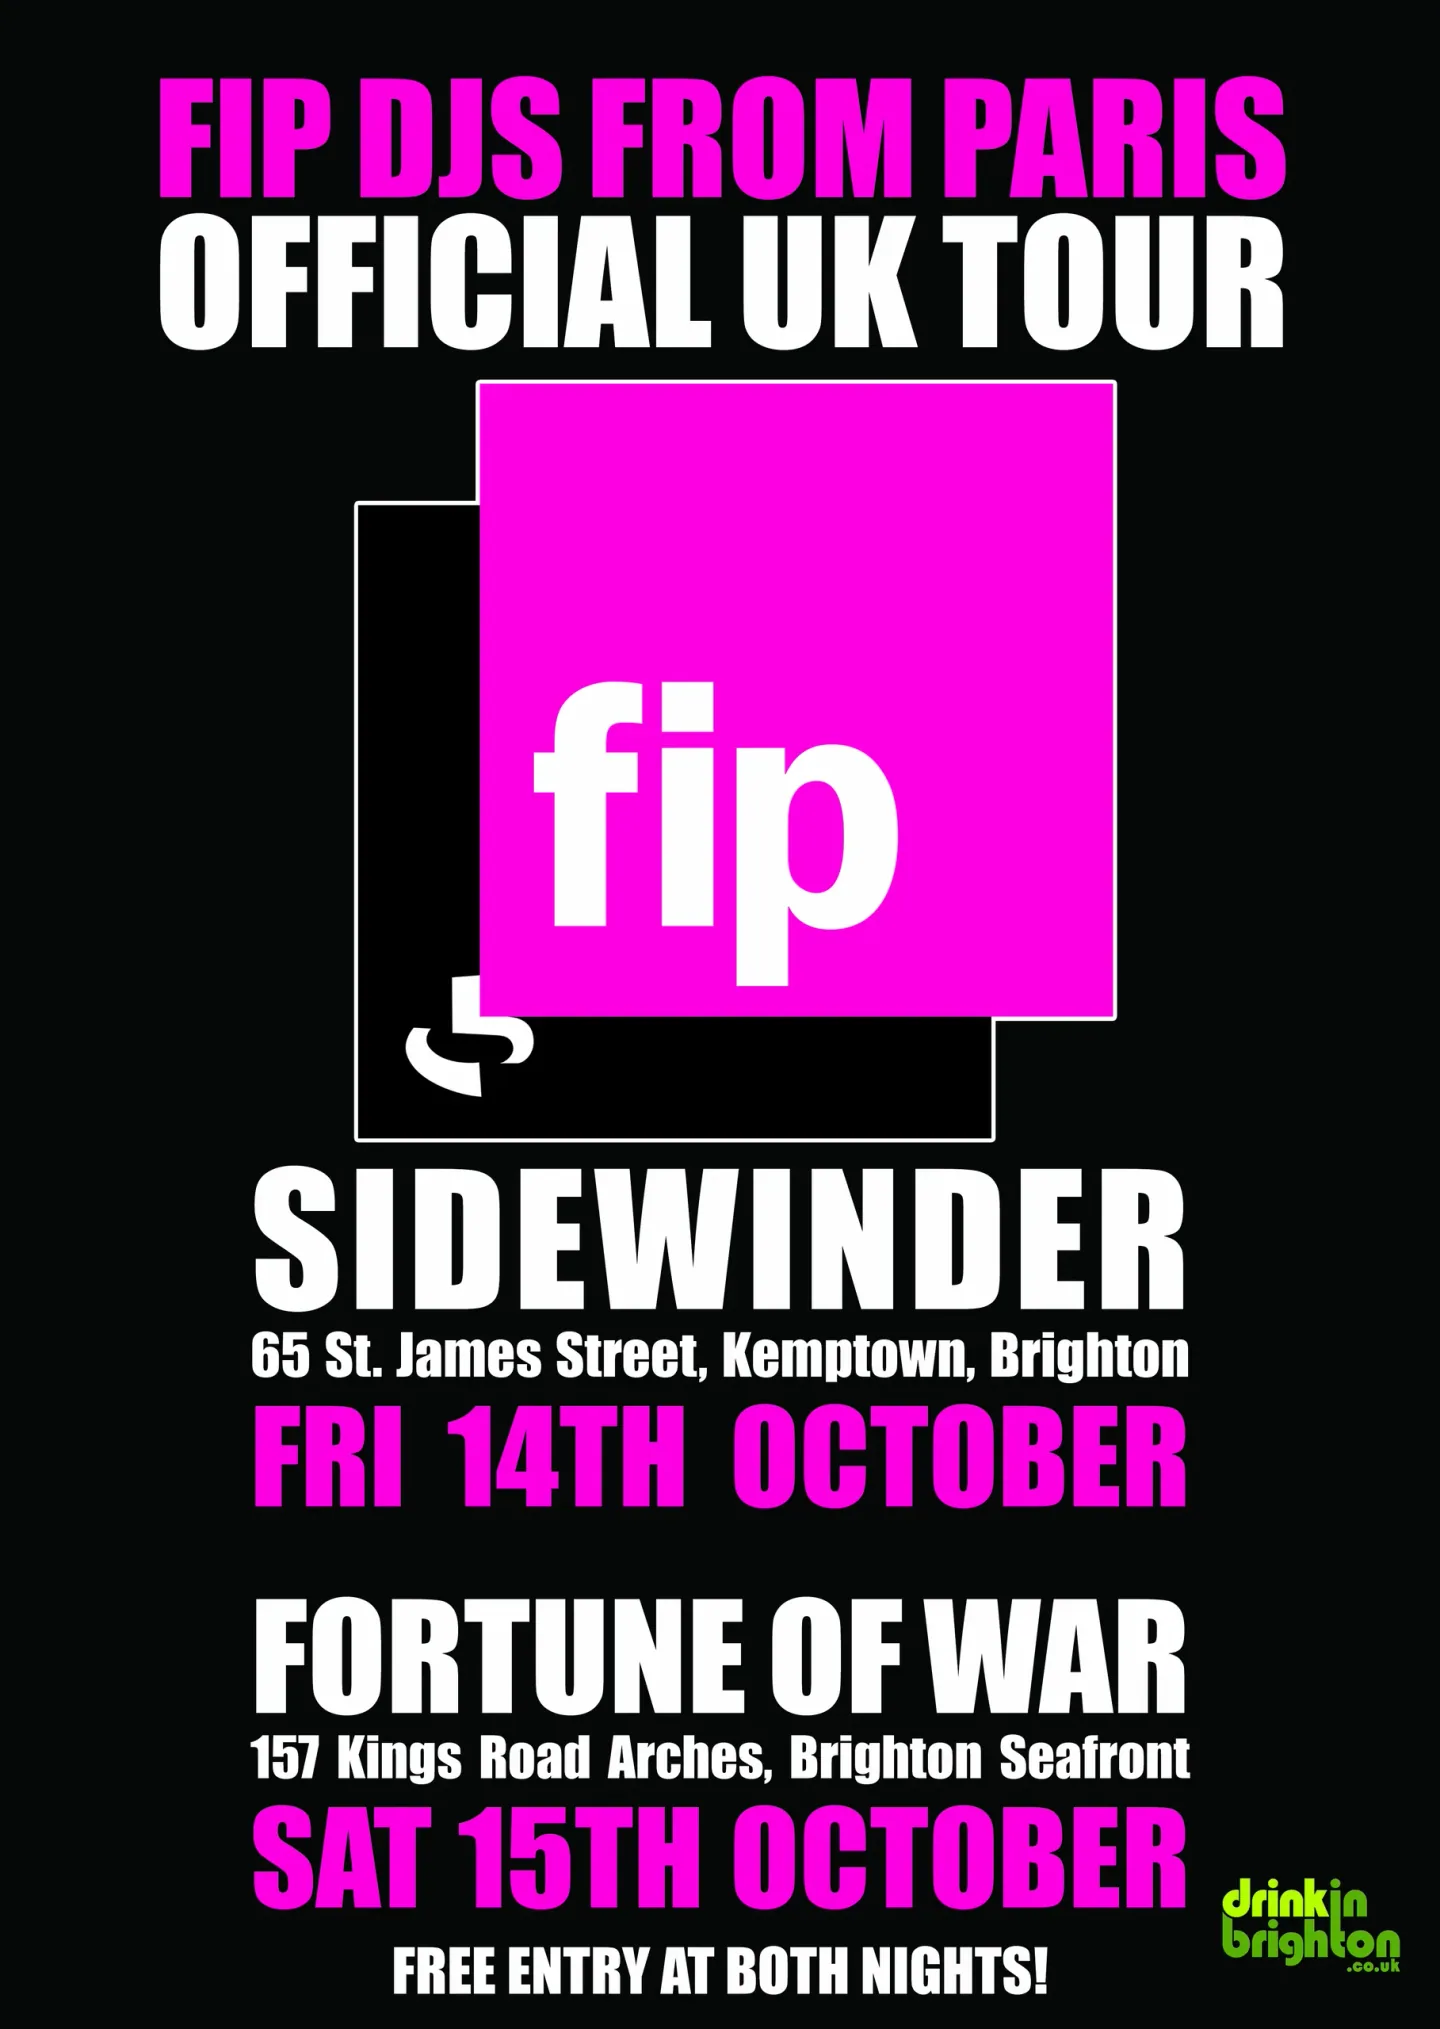 FIP DJS FROM PARIS
OFFICIAL UK TOUR
fip
SIDEWINDER
65 St. James Street, Kemptown, Brighton
FRI 14TH OCTOBER
FORTUNE OF WAR
157 Kings Road Arches, Brighton Seafront
SAT 15TH OCTOBER
FREE ENTRY AT BOTH NIGHTS!
drinkin
brighton
.co.uk